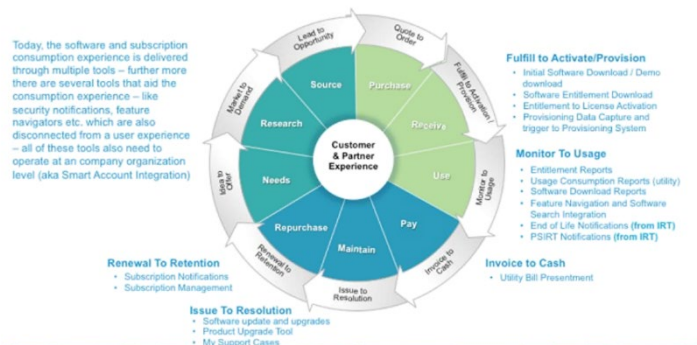 Today, the software and subscription
consumption experience is delivered
through multiple tools – further more
there are several tools that aid the
consumption experience – like
security notifications, feature
navigators etc. which are also
disconnected from a user experience
– all of these tools also need to
operate at an company organization
level (aka Smart Account Integration)
Lead to
Opportunity
Quote to
Order
Fulfill to Activation /
Provision
Monitor to
Usage
Invoice to
Cash
Issue to
Resolution
Renewal to
Retention
Idea to
Offer
Market to
Demand
Source
Purchase
Receive
Use
Pay
Maintain
Repurchase
Needs
Research
Customer
& Partner
Experience
Fulfill to Activate/Provision
• Initial Software Download / Demo
download
• Software Entitlement Download
• Entitlement to License Activation
• Provisioning Data Capture and
trigger to Provisioning System
Monitor To Usage
• Entitlement Reports
• Usage Consumption Reports (utility)
• Software Download Reports
• Feature Navigation and Software
Search Integration
• End of Life Notifications (from IRT)
• PSIRT Notifications (from IRT)
Invoice to Cash
• Utility Bill Presentment
Renewal To Retention
• Subscription Notifications
• Subscription Management
Issue To Resolution
• Software update and upgrades
• Product Upgrade Tool
• My Support Cases